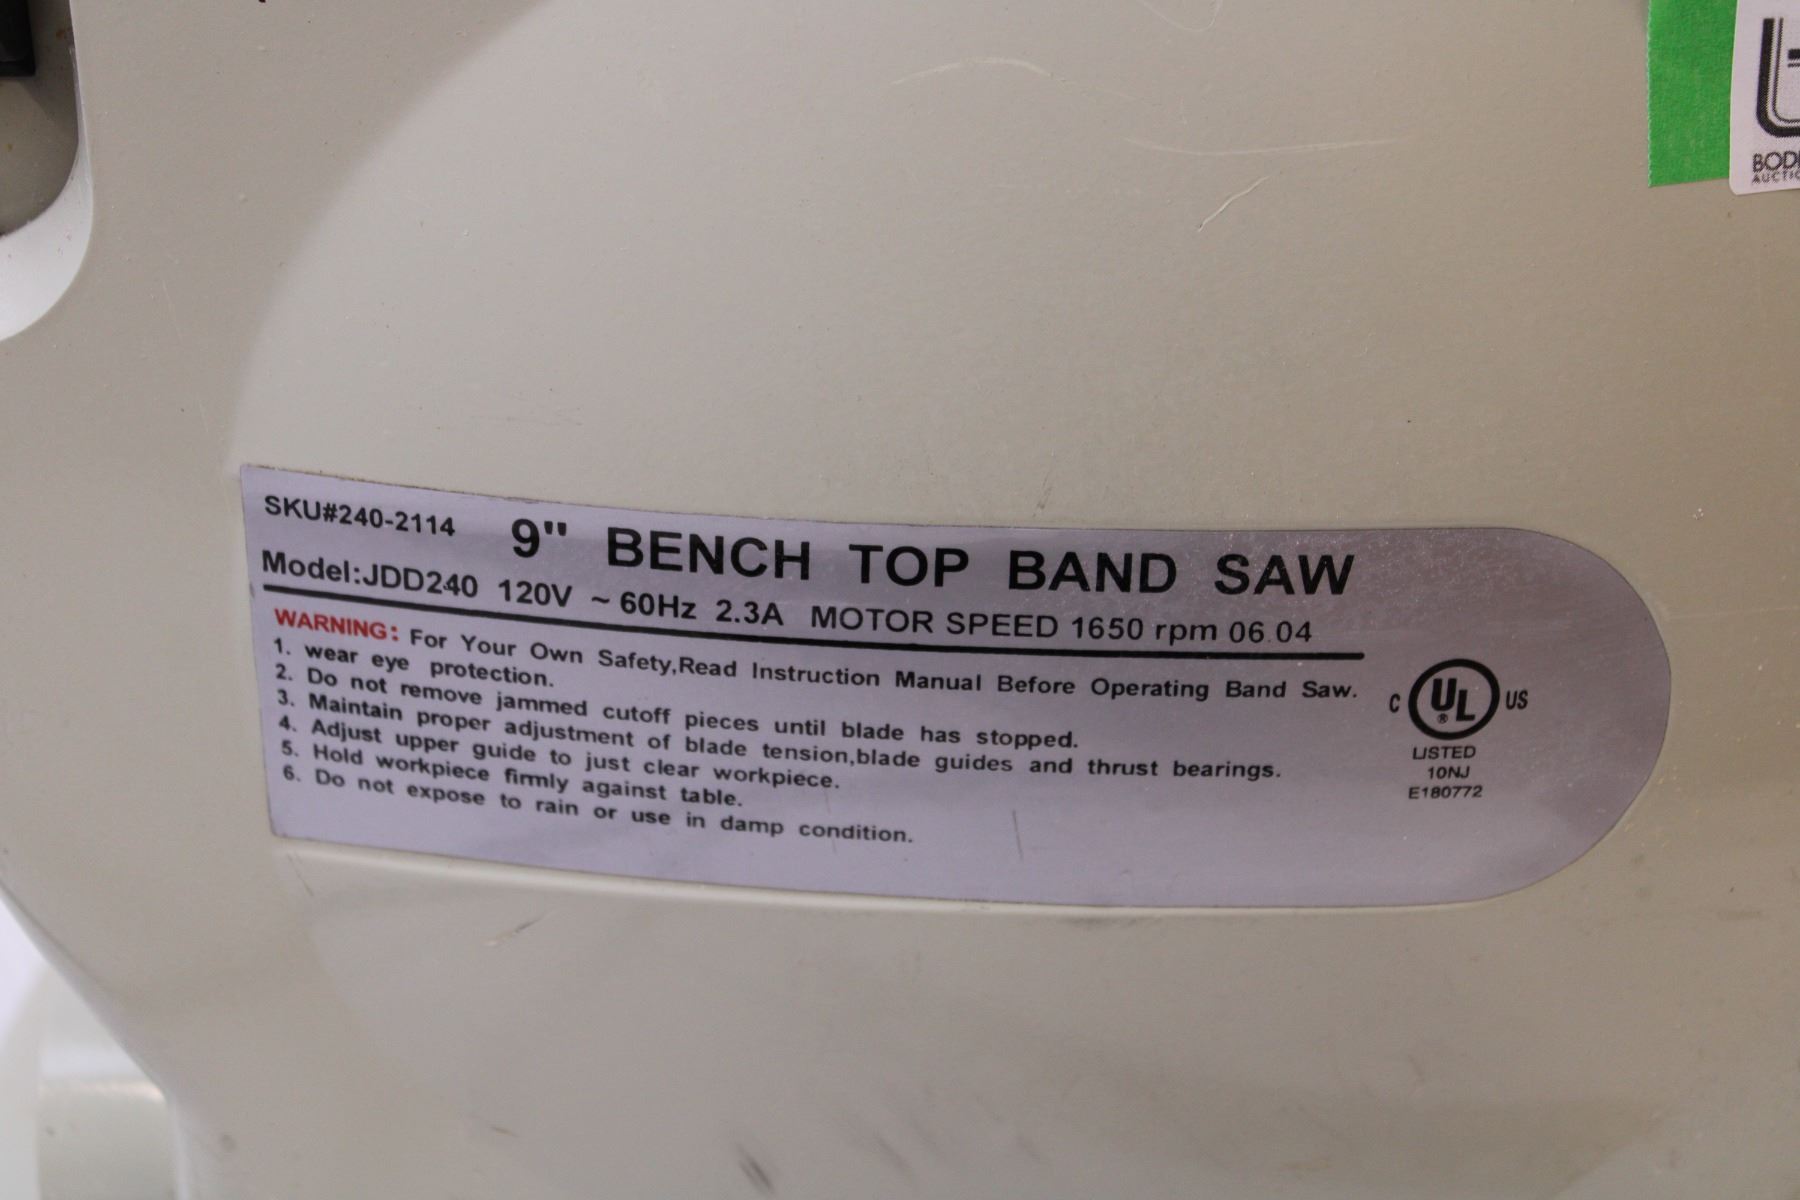 SKU#240-2114 9" BENCH TOP BAND SAW
Model:JDD240 120V ~ 60Hz 2.3A MOTOR SPEED 1650 rpm 06.04
WARNING: For Your Own Safety,Read Instruction Manual Before Operating Band Saw.
1. wear eye protection.
2. Do not remove jammed cutoff pieces until blade has stopped.
3. Maintain proper adjustment of blade tension,blade guides and thrust bearings.
4. Adjust upper guide to just clear workpiece.
5. Hold workpiece firmly against table.
6. Do not expose to rain or use in damp condition.
C UL ® US
LISTED
10NJ
E180772